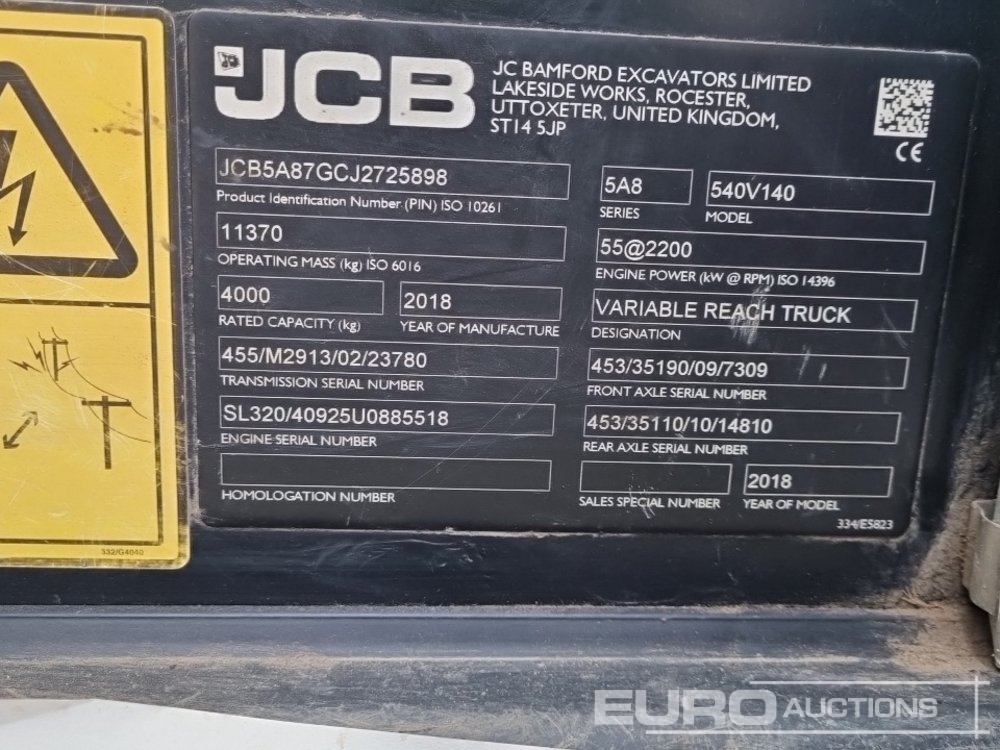 JCB
JC BAMFORD EXCAVATORS LIMITED
LAKESIDE WORKS, ROCESTER,
UTTOXETER, UNITED KINGDOM,
ST14 5JP
CE
JCB5A87GCJ2725898
Product Identification Number (PIN) ISO 10261
5A8
SERIES
540V140
MODEL
11370
OPERATING MASS (kg) ISO 6016
55@2200
ENGINE POWER (kW @ RPM) ISO 14396
4000
RATED CAPACITY (kg)
2018
YEAR OF MANUFACTURE
VARIABLE REACH TRUCK
DESIGNATION
455/M2913/02/23780
TRANSMISSION SERIAL NUMBER
453/35190/09/7309
FRONT AXLE SERIAL NUMBER
SL320/40925U0885518
ENGINE SERIAL NUMBER
453/35110/10/14810
REAR AXLE SERIAL NUMBER
HOMOLOGATION NUMBER
SALES SPECIAL NUMBER
2018
YEAR OF MODEL
334/E5823
332/G4040
EURO AUCTIONS